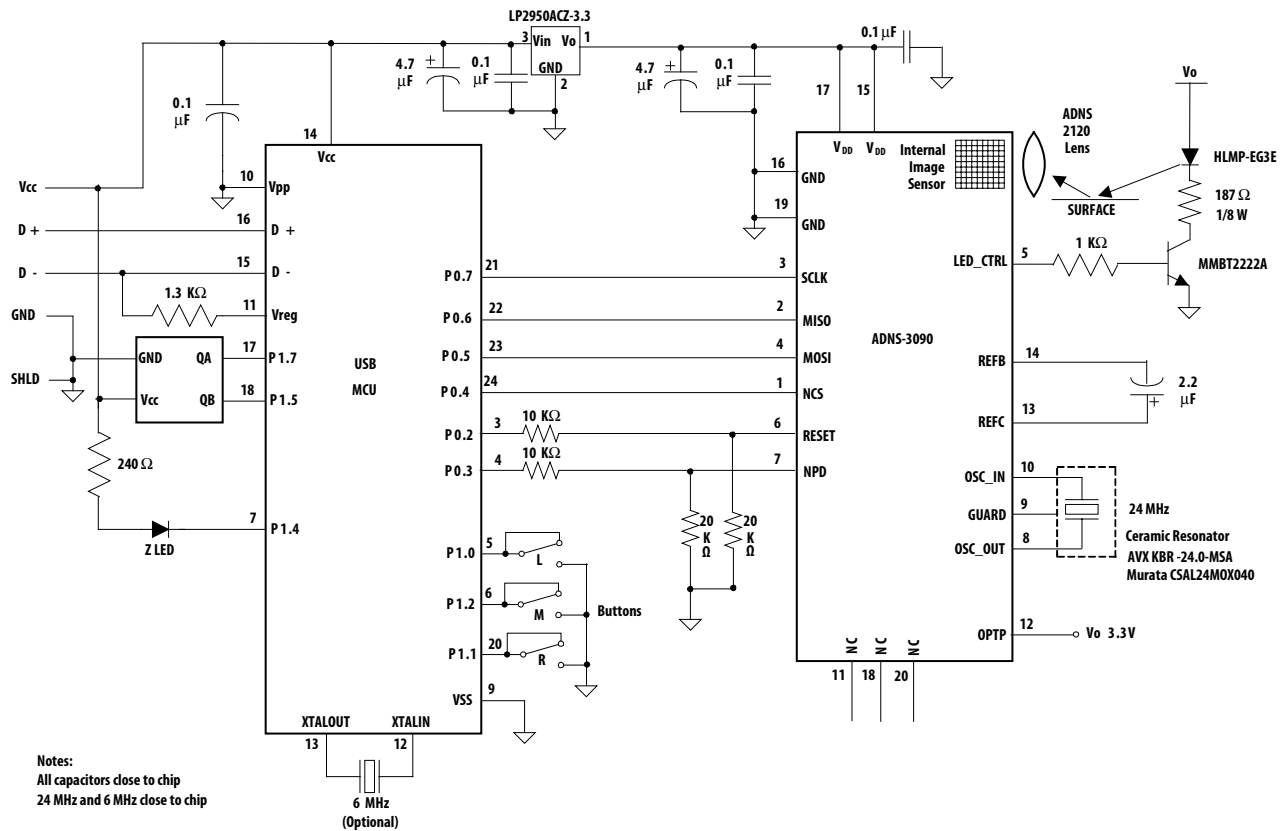 LP2950ACZ-3.3
3 Vin Vo 1
GND
2
4.7
μF
0.1
μF
4.7
μF
0.1
μF
0.1 μF
0.1
μF
14
Vcc
17
15
VDD VDD
Internal
Image
Sensor
ADNS
2120
Lens
Vo
HLMP-EG3E
187 Ω
1/8 W
SURFACE
MMBT2222A
1 KΩ
5
LED_CTRL
Vcc
D +
D -
GND
SHLD
10
Vpp
16
D +
15
D -
1.3 KΩ
11
Vreg
GND QA
17
P1.7
Vcc QB
18
P1.5
240 Ω
Z LED
7
P1.4
USB
MCU
P0.7
21
P0.6
22
P0.5
23
P0.4
24
P0.2
3
10 KΩ
P0.3
4
10 KΩ
20
K
Ω
20
K
Ω
P1.0
5
L
P1.2
6
M
Buttons
P1.1
20
R
VSS
9
XTALOUT XTALIN
13 12
6 MHz
(Optional)
16
GND
19
GND
3
SCLK
2
MISO
4
MOSI
1
NCS
6
RESET
7
NPD
ADNS-3090
REFB
14
2.2
μF
REFC
13
OSC_IN
10
GUARD
9
OSC_OUT
8
24 MHz
Ceramic Resonator
AVX KBR -24.0-MSA
Murata CSAL24MOX040
OPTP
12
Vo 3.3V
NC NC NC
11 18 20
Notes:
All capacitors close to chip
24 MHz and 6 MHz close to chip